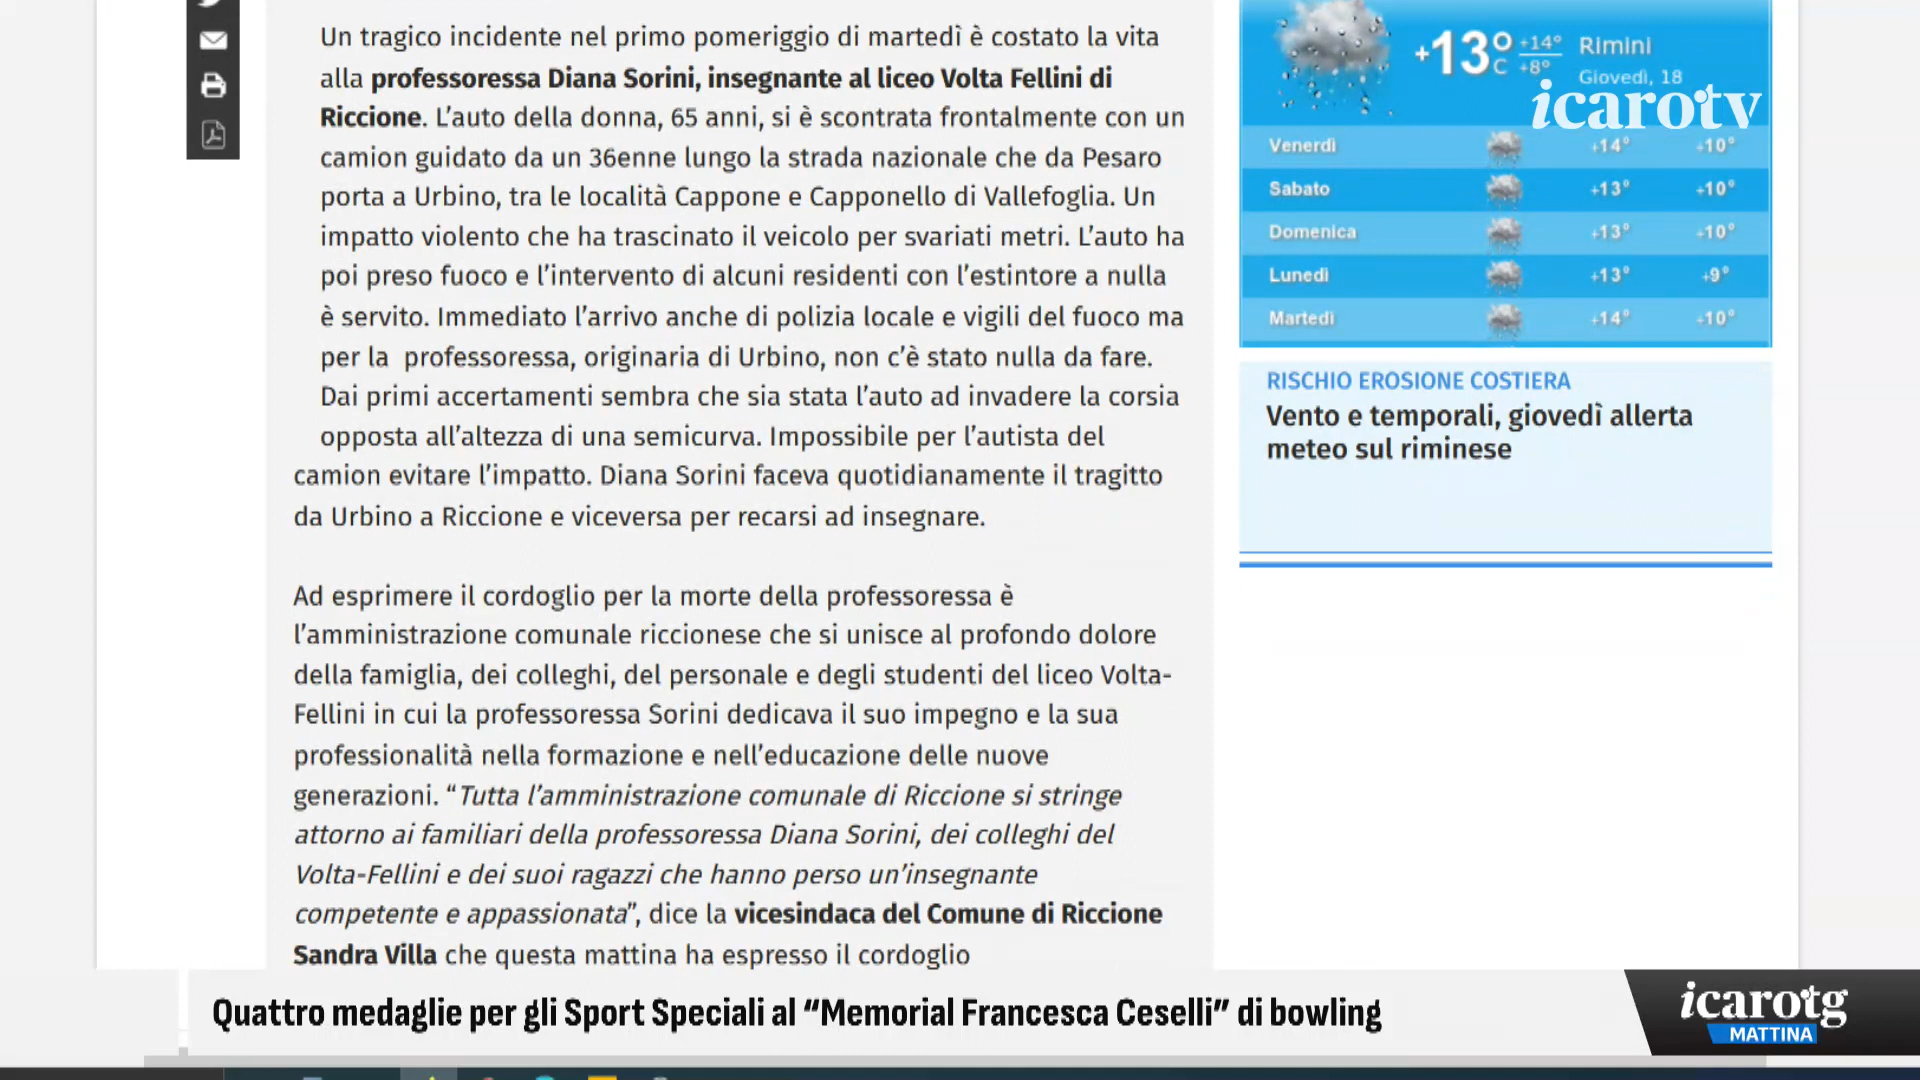 Un tragico incidente nel primo pomeriggio di martedì è costato la vita
alla professoressa Diana Sorini, insegnante al liceo Volta Fellini di
Riccione. L’auto della donna, 65 anni, si è scontrata frontalmente con un
camion guidato da un 36enne lungo la strada nazionale che da Pesaro
porta a Urbino, tra le località Cappone e Capponello di Vallefoglia. Un
impatto violento che ha trascinato il veicolo per svariati metri. L’auto ha
poi preso fuoco e l’intervento di alcuni residenti con l’estintore a nulla
è servito. Immediato l’arrivo anche di polizia locale e vigili del fuoco ma
per la  professoressa, originaria di Urbino, non c’è stato nulla da fare.
Dai primi accertamenti sembra che sia stata l’auto ad invadere la corsia
opposta all’altezza di una semicurva. Impossibile per l’autista del
camion evitare l’impatto. Diana Sorini faceva quotidianamente il tragitto
da Urbino a Riccione e viceversa per recarsi ad insegnare.
Ad esprimere il cordoglio per la morte della professoressa è
l’amministrazione comunale riccionese che si unisce al profondo dolore
della famiglia, dei colleghi, del personale e degli studenti del liceo Volta-
Fellini in cui la professoressa Sorini dedicava il suo impegno e la sua
professionalità nella formazione e nell’educazione delle nuove
generazioni. “Tutta l’amministrazione comunale di Riccione si stringe
attorno ai familiari della professoressa Diana Sorini, dei colleghi del
Volta-Fellini e dei suoi ragazzi che hanno perso un’insegnante
competente e appassionata”, dice la vicesindaca del Comune di Riccione
Sandra Villa che questa mattina ha espresso il cordoglio
+13°C +14° +8° Rimini
Giovedì, 18
icarotv
Venerdì +14° +10°
Sabato +13° +10°
Domenica +13° +10°
Lunedì +13° +9°
Martedì +14° +10°
RISCHIO EROSIONE COSTIERA
Vento e temporali, giovedì allerta
meteo sul riminese
Quattro medaglie per gli Sport Speciali al “Memorial Francesca Ceselli” di bowling
icarotg
MATTINA